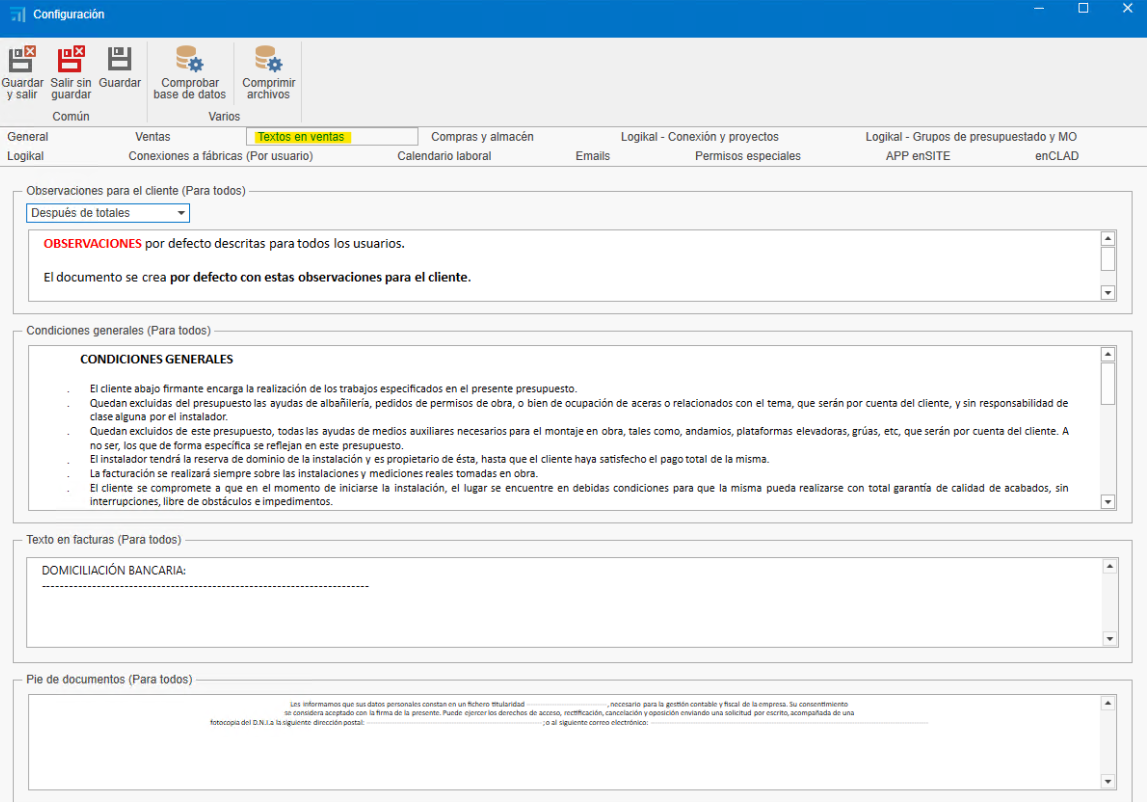 Configuración
Guardar y salir
Salir sin guardar
Guardar
Comprobar base de datos
Comprimir archivos
Común
Varios
General
Ventas
Textos en ventas
Compras y almacén
Logikal - Conexión y proyectos
Logikal - Grupos de presupuestado y MO
Logikal
Conexiones a fábricas (Por usuario)
Calendario laboral
Emails
Permisos especiales
APP enSITE
enCLAD
Observaciones para el cliente (Para todos)
Después de totales
OBSERVACIONES por defecto descritas para todos los usuarios.
El documento se crea por defecto con estas observaciones para el cliente.
Condiciones generales (Para todos)
CONDICIONES GENERALES
. El cliente abajo firmante encarga la realización de los trabajos especificados en el presente presupuesto.
. Quedan excluidas del presupuesto las ayudas de albañilería, pedidos de permisos de obra, o bien de ocupación de aceras o relacionados con el tema, que serán por cuenta del cliente, y sin responsabilidad de
clase alguna por el instalador.
. Quedan excluidos de este presupuesto, todas las ayudas de medios auxiliares necesarios para el montaje en obra, tales como, andamios, plataformas elevadoras, grúas, etc, que serán por cuenta del cliente. A
no ser, los que de forma específica se reflejan en este presupuesto.
. El instalador tendrá la reserva de dominio de la instalación y es propietario de ésta, hasta que el cliente haya satisfecho el pago total de la misma.
. La facturación se realizará siempre sobre las instalaciones y mediciones reales tomadas en obra.
. El cliente se compromete a que en el momento de iniciarse la instalación, el lugar se encuentre en debidas condiciones para que la misma pueda realizarse con total garantía de calidad de acabados, sin
interrupciones, libre de obstáculos e impedimentos.
Texto en facturas (Para todos)
DOMICILIACIÓN BANCARIA:
-------------------------------------------------------------------------
Pie de documentos (Para todos)
Les informamos que sus datos personales constan en un fichero titularidad ------------------------------, necesario para la gestión contable y fiscal de la empresa. Su consentimiento
se considera aceptado con la firma de la presente. Puede ejercer los derechos de acceso, rectificación, cancelación y oposición enviando una solicitud por escrito, acompañada de una
fotocopia del D.N.I.a la siguiente dirección postal: ------------------------------------------------------------ ; o al siguiente correo electrónico: ------------------------------------------------------------